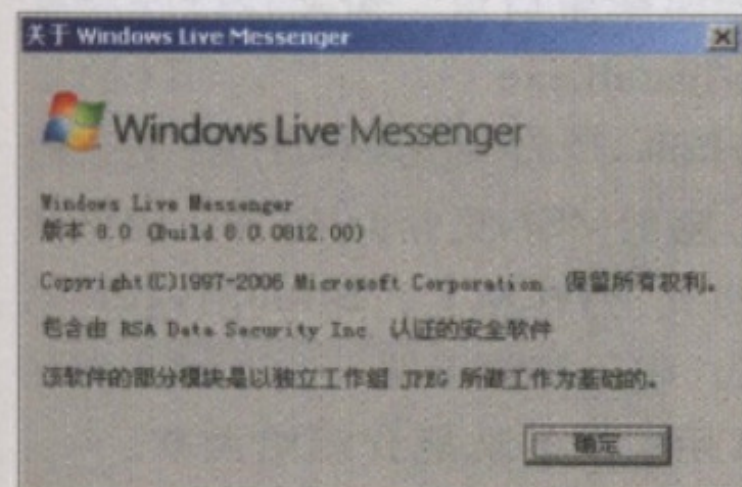 关于 Windows Live Messenger
Windows Live Messenger
Windows Live Messenger
版本 8.0 (Build 8.0.0812.00)
Copyright(C)1997-2006 Microsoft Corporation. 保留所有权利。
包含由 RSA Data Security Inc. 认证的安全软件
该软件的部分模块是以独立工作组 JPEG 所做工作为基础的。
确定